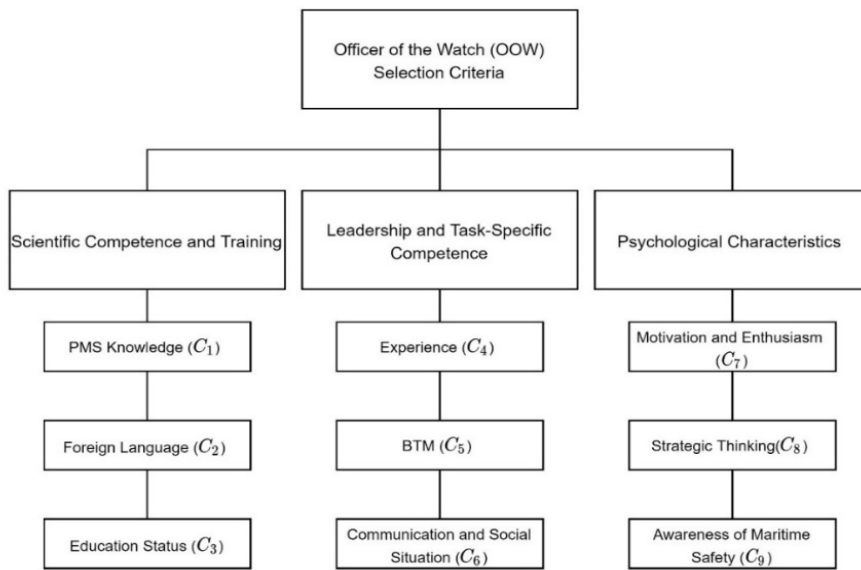 Officer of the Watch (OOW)
Selection Criteria
Scientific Competence and Training
Leadership and Task-Specific
Competence
Psychological Characteristics
PMS Knowledge (C₁)
Experience (C₄)
Motivation and Enthusiasm
(C₇)
Foreign Language (C₂)
BTM (C₅)
Strategic Thinking(C₈)
Education Status (C₃)
Communication and Social
Situation (C₆)
Awareness of Maritime
Safety (C₉)